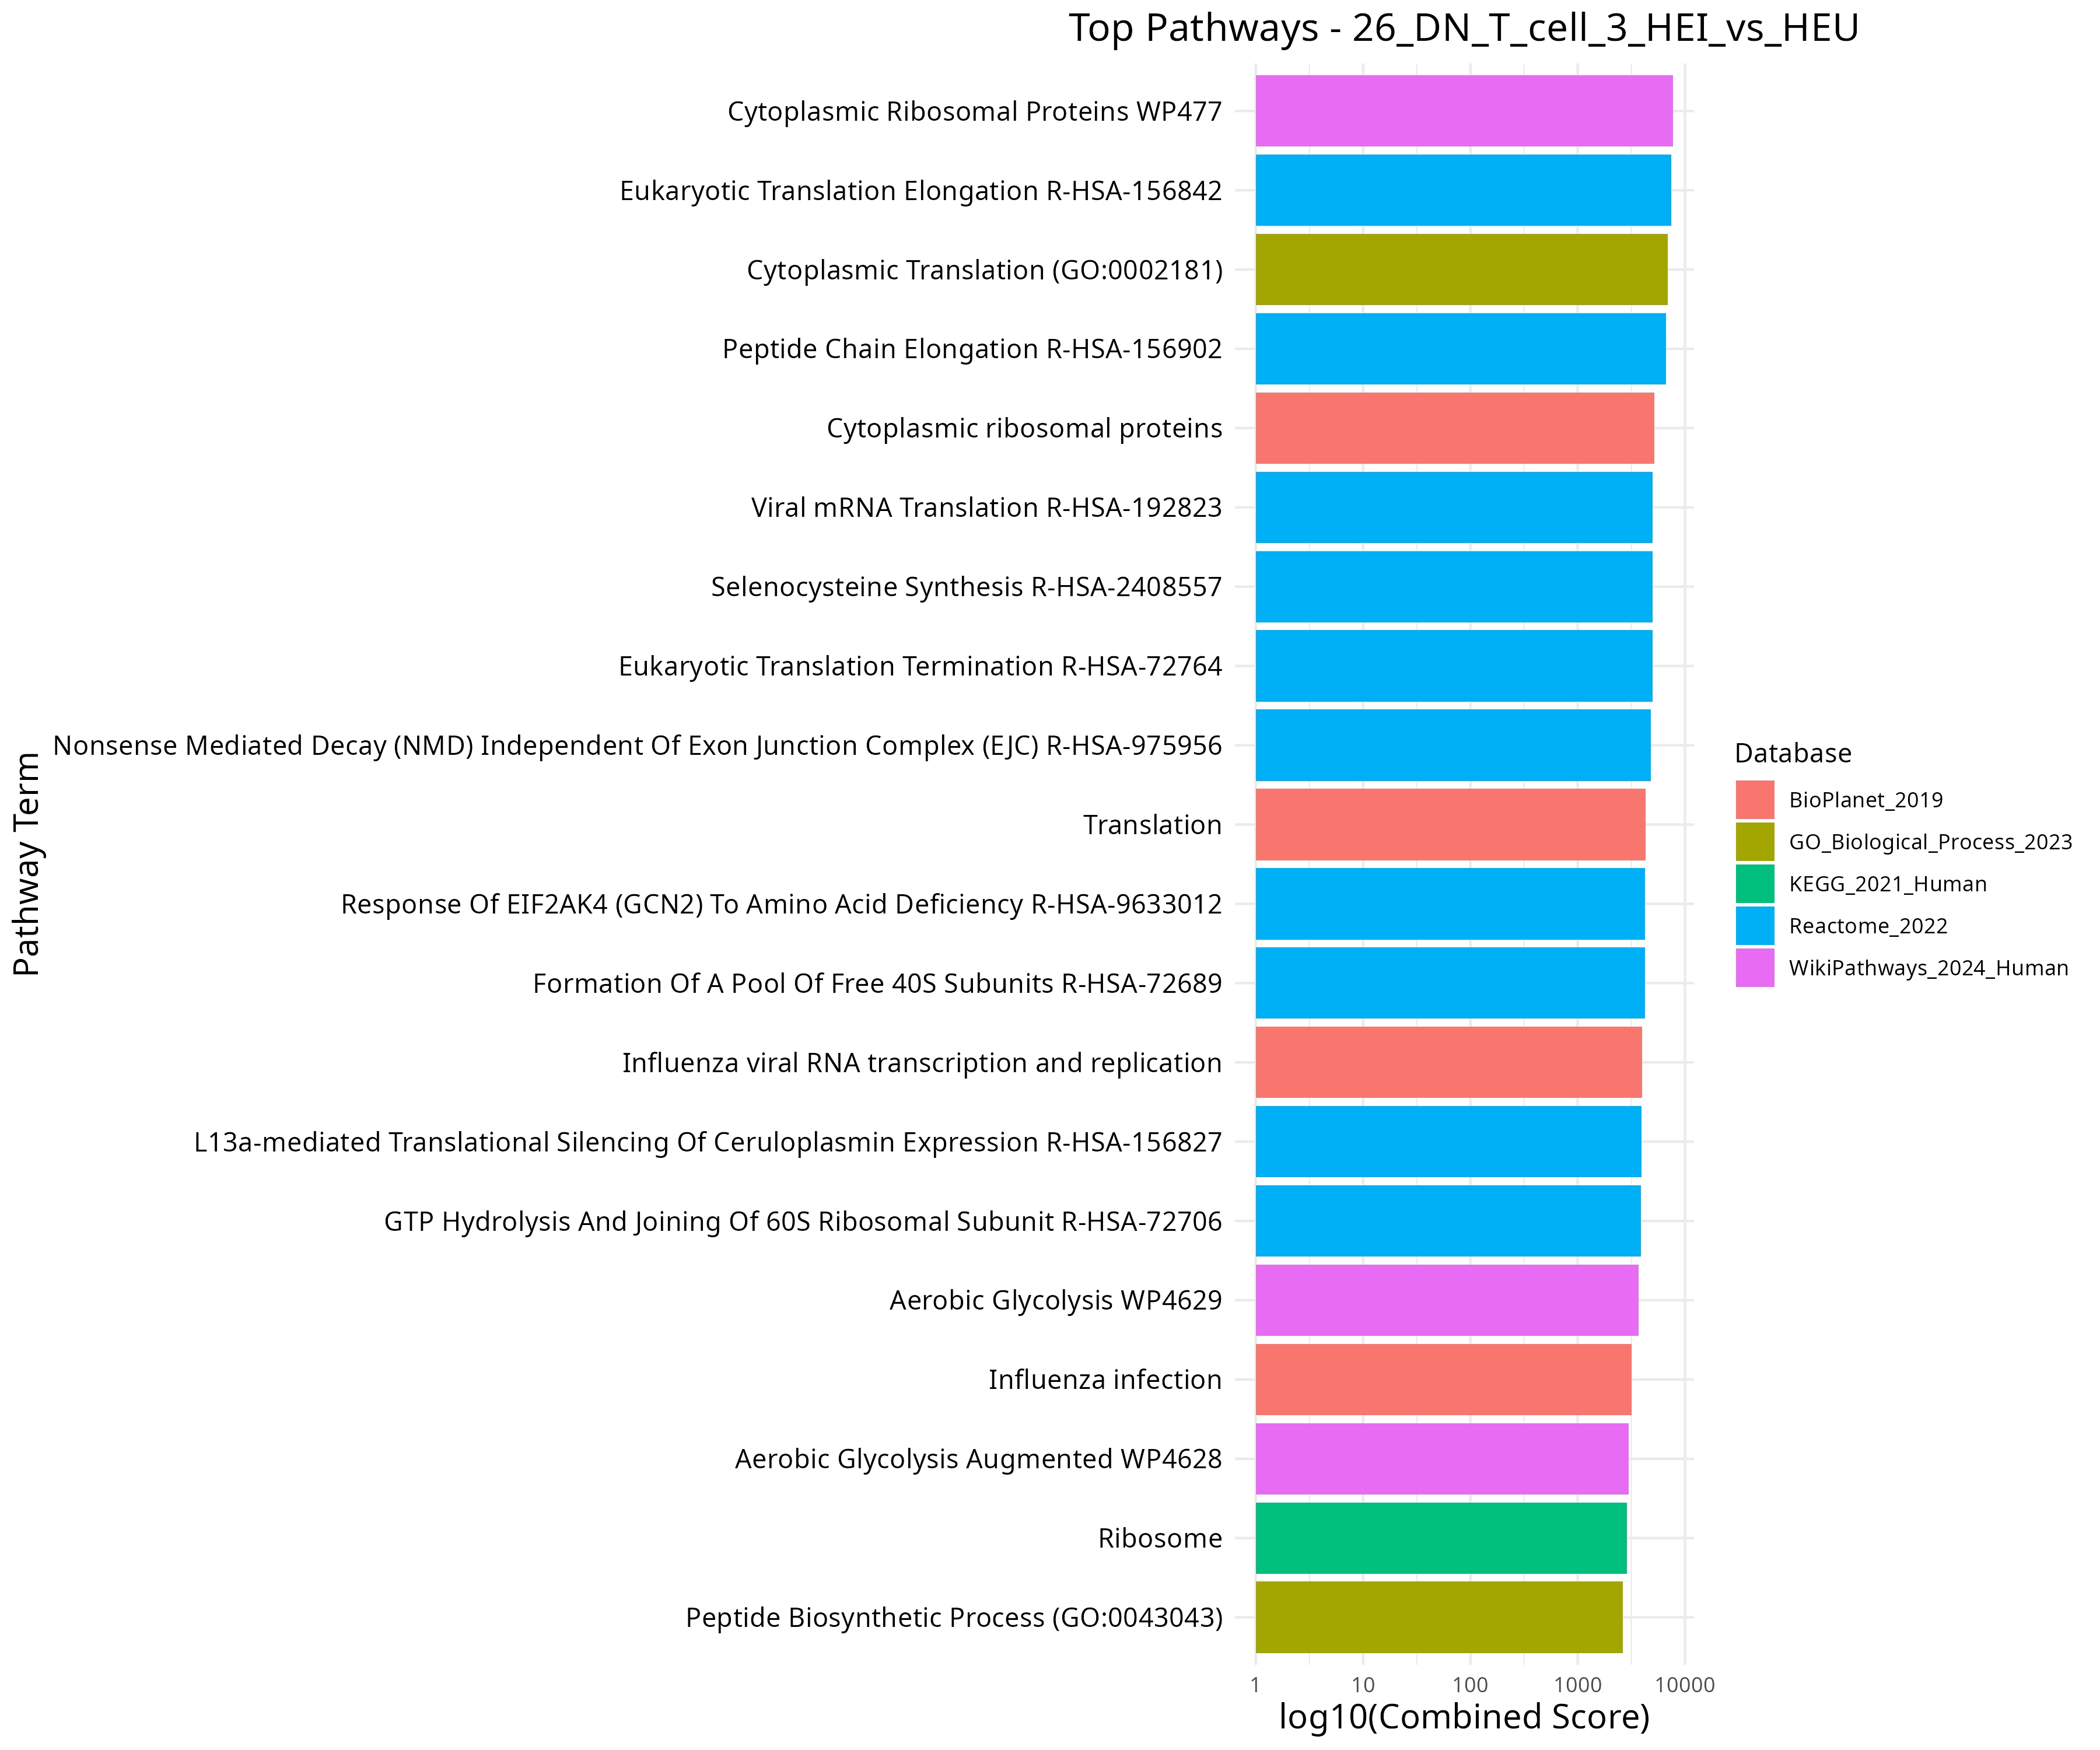 Top Pathways - 26_DN_T_cell_3_HEI_vs_HEU
Pathway Term
Cytoplasmic Ribosomal Proteins WP477
Eukaryotic Translation Elongation R-HSA-156842
Cytoplasmic Translation (GO:0002181)
Peptide Chain Elongation R-HSA-156902
Cytoplasmic ribosomal proteins
Viral mRNA Translation R-HSA-192823
Selenocysteine Synthesis R-HSA-2408557
Eukaryotic Translation Termination R-HSA-72764
Nonsense Mediated Decay (NMD) Independent Of Exon Junction Complex (EJC) R-HSA-975956
Translation
Response Of EIF2AK4 (GCN2) To Amino Acid Deficiency R-HSA-9633012
Formation Of A Pool Of Free 40S Subunits R-HSA-72689
Influenza viral RNA transcription and replication
L13a-mediated Translational Silencing Of Ceruloplasmin Expression R-HSA-156827
GTP Hydrolysis And Joining Of 60S Ribosomal Subunit R-HSA-72706
Aerobic Glycolysis WP4629
Influenza infection
Aerobic Glycolysis Augmented WP4628
Ribosome
Peptide Biosynthetic Process (GO:0043043)
1 10 100 1000 10000
log10(Combined Score)
Database
BioPlanet_2019
GO_Biological_Process_2023
KEGG_2021_Human
Reactome_2022
WikiPathways_2024_Human